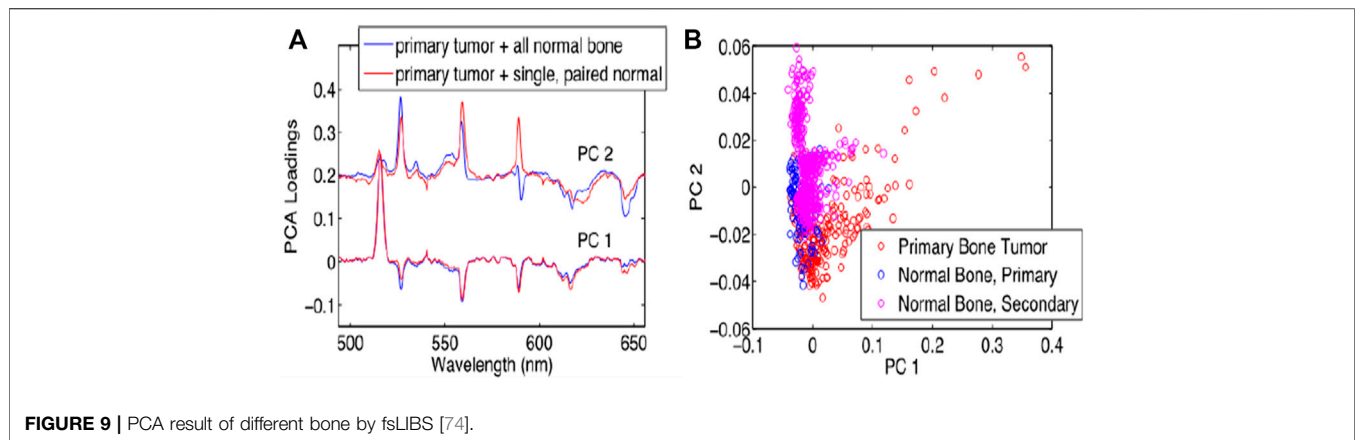 A
primary tumor + all normal bone
primary tumor + single, paired normal
0.4
0.3
0.2
0.1
0
−0.1
PCA Loadings
PC 2
PC 1
500
550
600
650
Wavelength (nm)
B
0.06
0.04
0.02
0
−0.02
−0.04
−0.06
PC 2
Primary Bone Tumor
Normal Bone, Primary
Normal Bone, Secondary
−0.1
0
0.1
0.2
0.3
0.4
PC 1
FIGURE 9 | PCA result of different bone by fsLIBS [74].